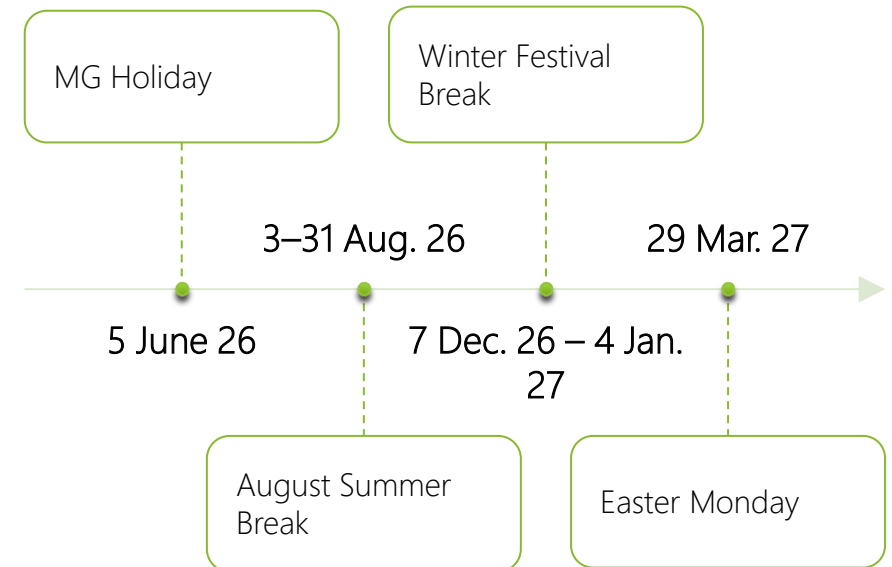 MG Holiday
Winter Festival
Break
3–31 Aug. 26
29 Mar. 27
5 June 26
7 Dec. 26 – 4 Jan.
27
August Summer
Break
Easter Monday